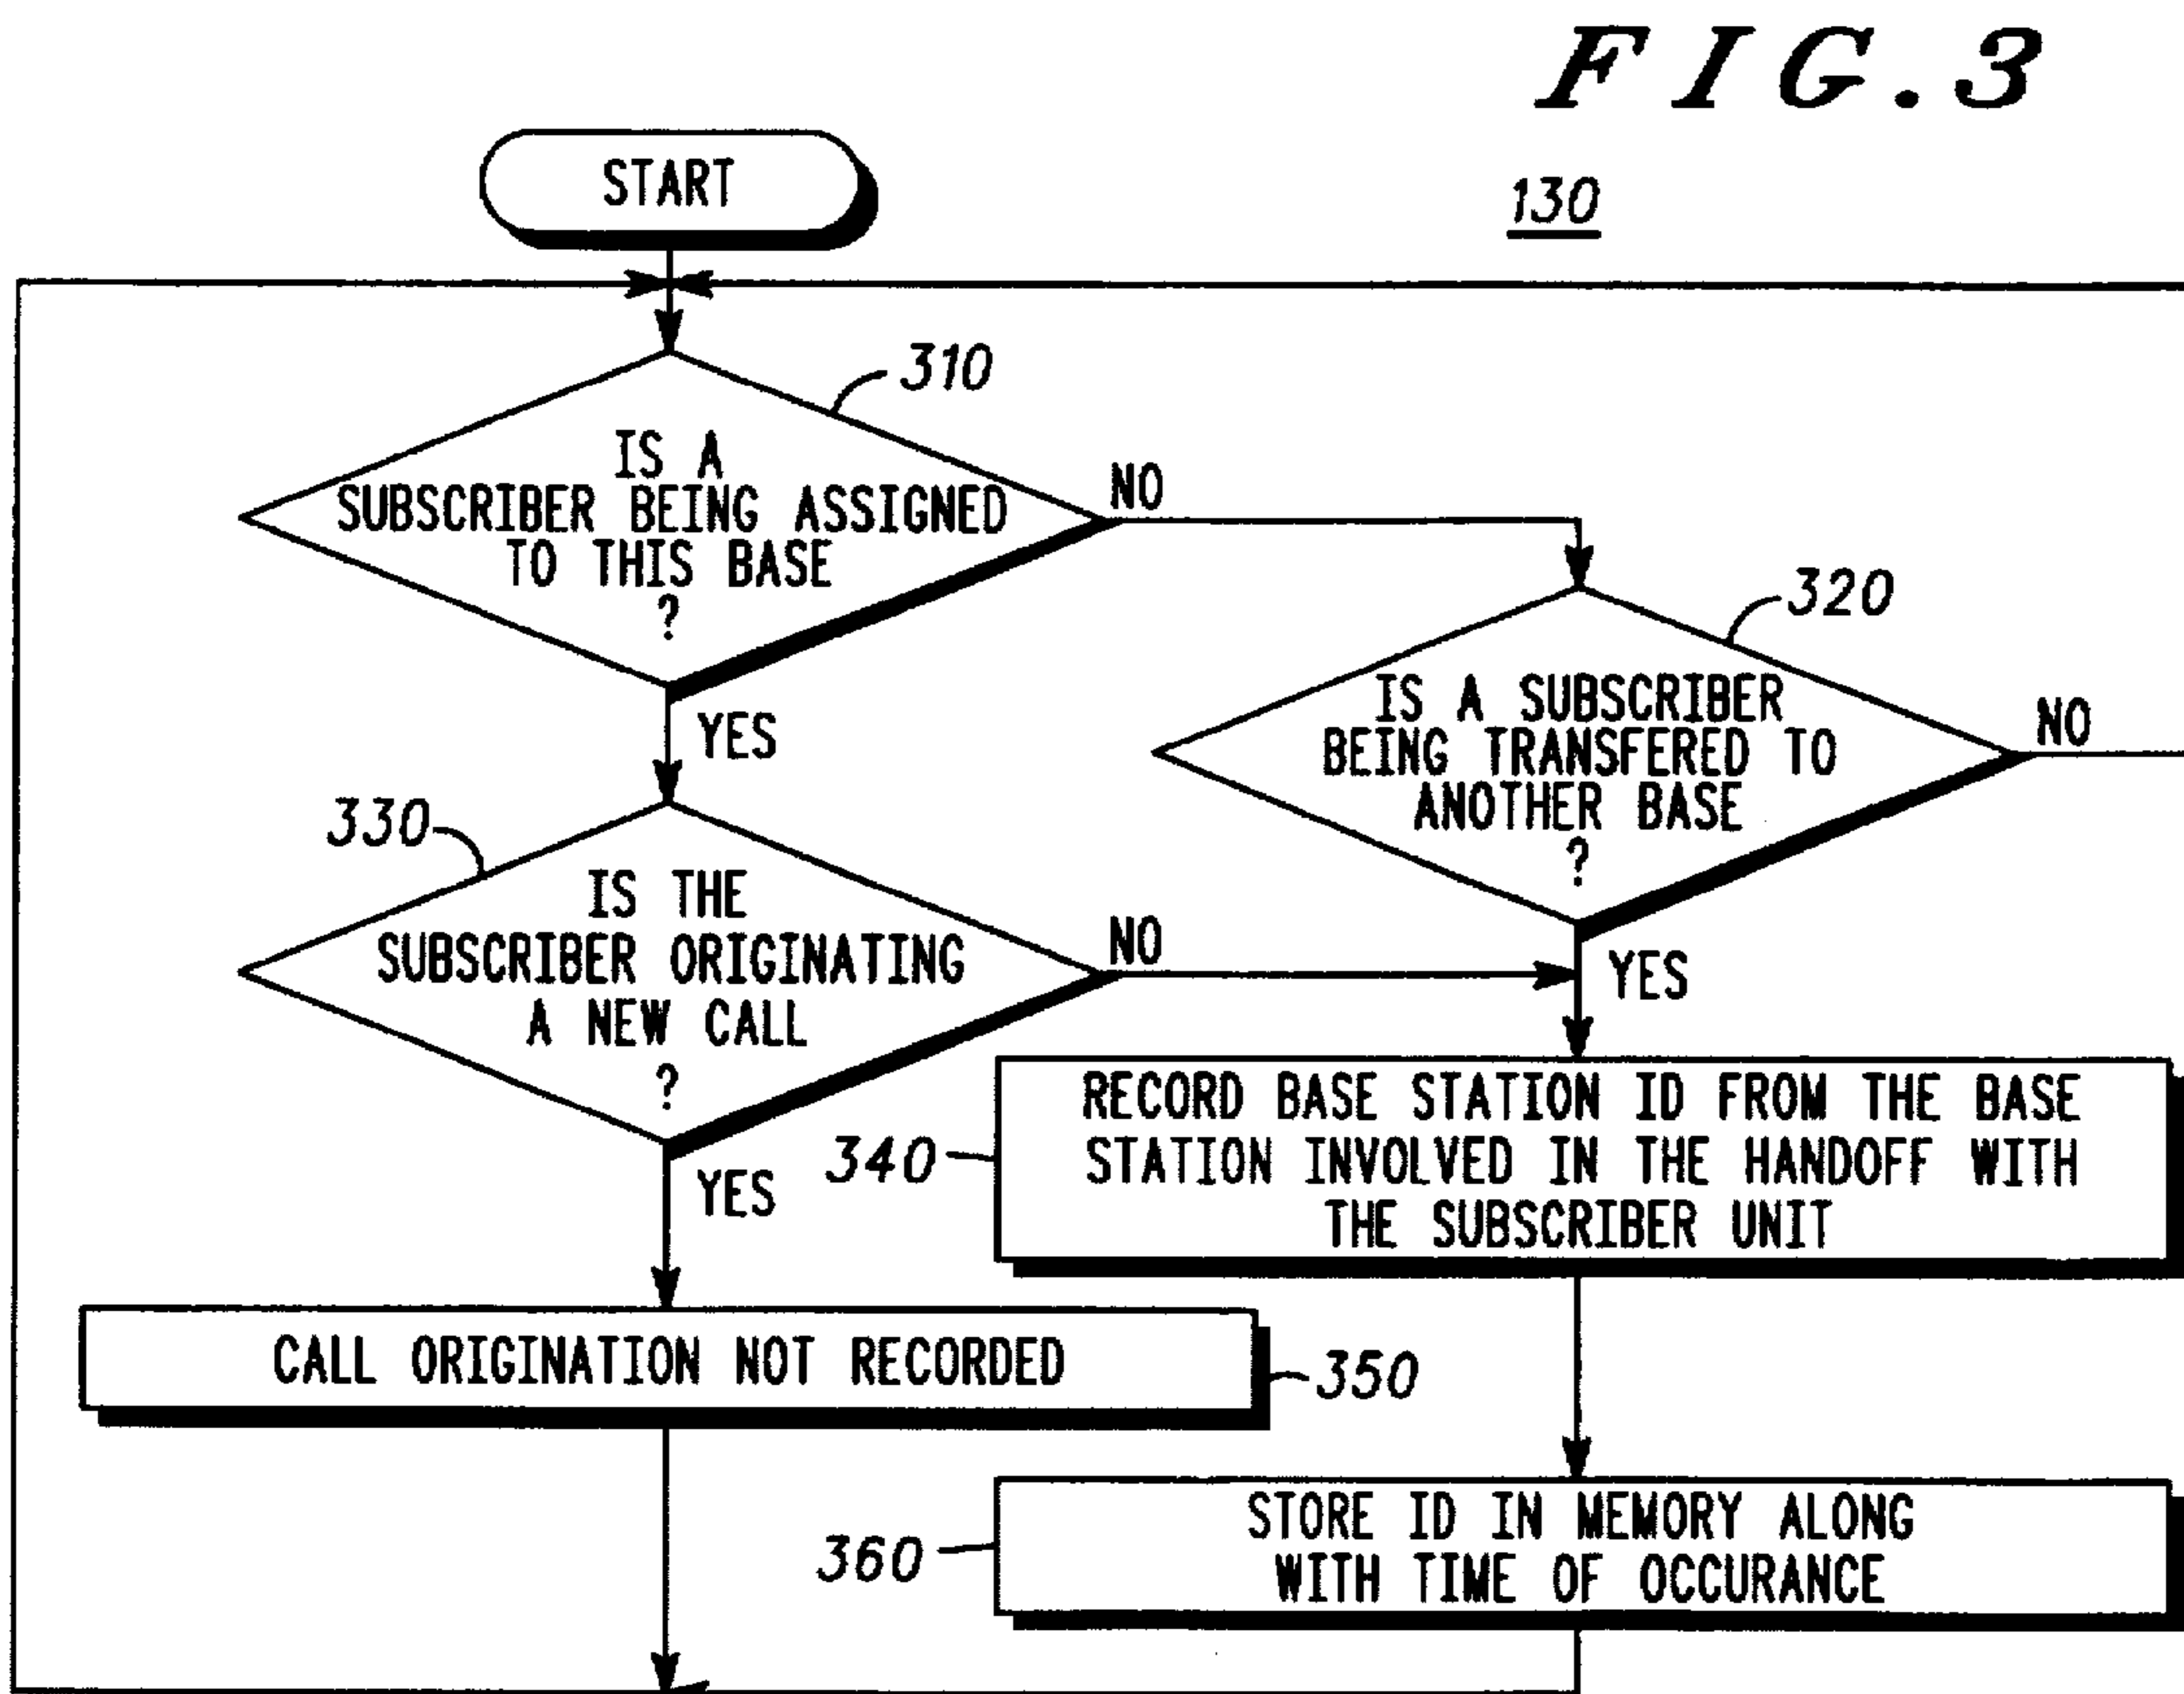 FIG.3
130
START
310
IS A
SUBSCRIBER BEING ASSIGNED
TO THIS BASE
?
NO
YES
320
IS A SUBSCRIBER
BEING TRANSFERED TO
ANOTHER BASE
?
NO
YES
330
IS THE
SUBSCRIBER ORIGINATING
A NEW CALL
?
NO
YES
340
RECORD BASE STATION ID FROM THE BASE
STATION INVOLVED IN THE HANDOFF WITH
THE SUBSCRIBER UNIT
CALL ORIGINATION NOT RECORDED
350
360
STORE ID IN MEMORY ALONG
WITH TIME OF OCCURANCE